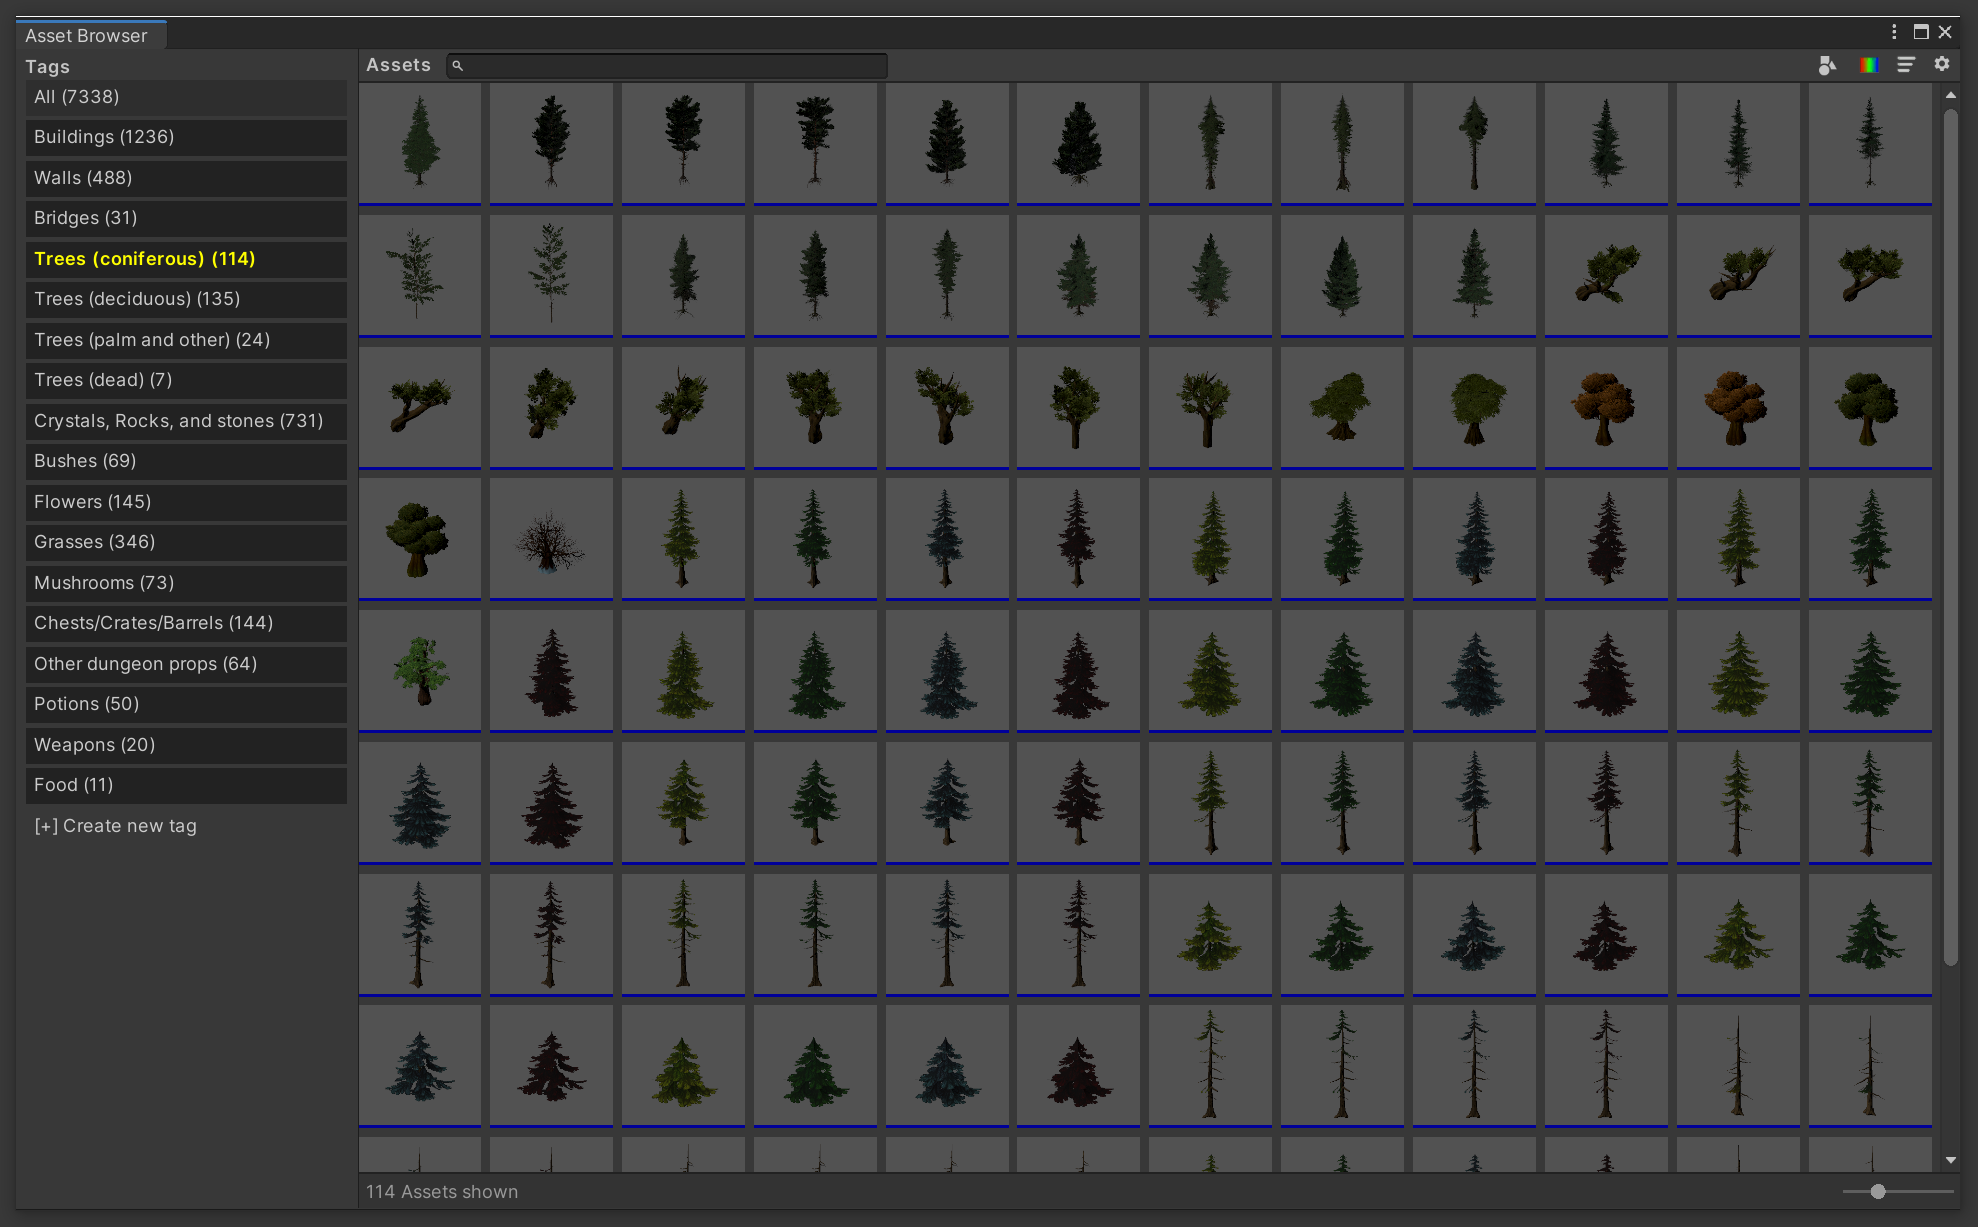 Asset Browser
Tags
All (7338)
Buildings (1236)
Walls (488)
Bridges (31)
Trees (coniferous) (114)
Trees (deciduous) (135)
Trees (palm and other) (24)
Trees (dead) (7)
Crystals, Rocks, and stones (731)
Bushes (69)
Flowers (145)
Grasses (346)
Mushrooms (73)
Chests/Crates/Barrels (144)
Other dungeon props (64)
Potions (50)
Weapons (20)
Food (11)
[+] Create new tag
Assets
114 Assets shown